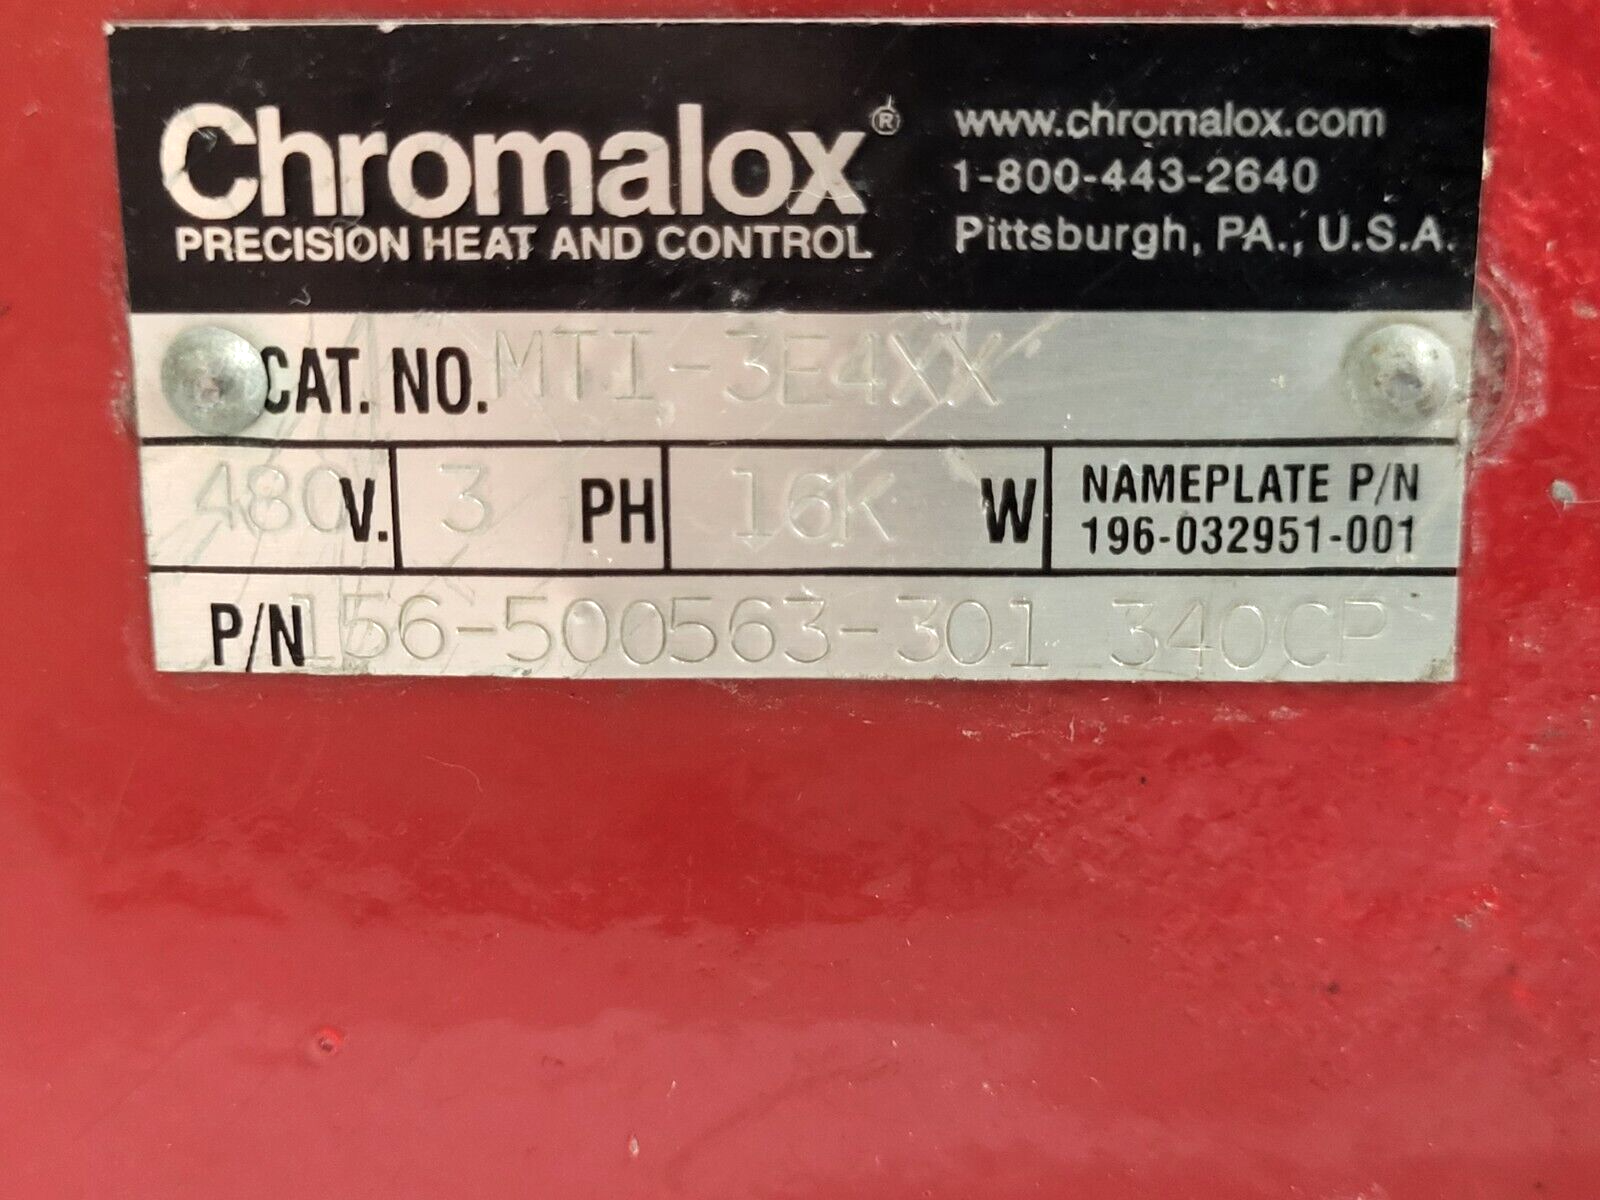 Chromalox®
PRECISION HEAT AND CONTROL
www.chromalox.com
1-800-443-2640
Pittsburgh, PA., U.S.A.
CAT. NO. MTI-3E4XX
480 V. 3 PH 16K W
NAMEPLATE P/N
196-032951-001
P/N 156-500563-301 340CP